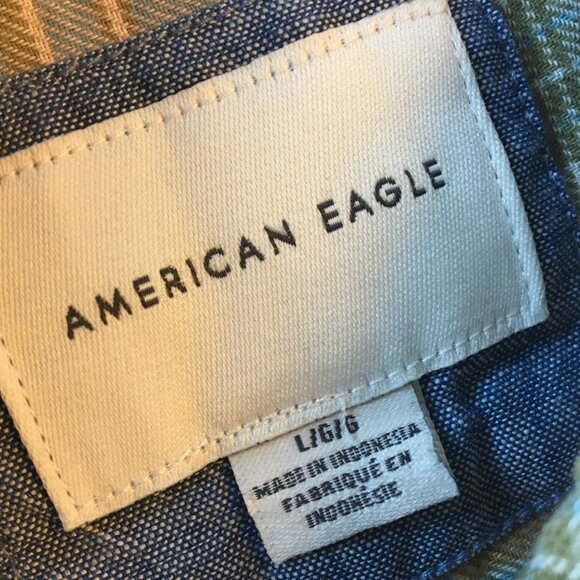 AMERICAN EAGLE
L/G/G
MADE IN INDONESIA
FABRIQUÉ EN
INDONÉSIE